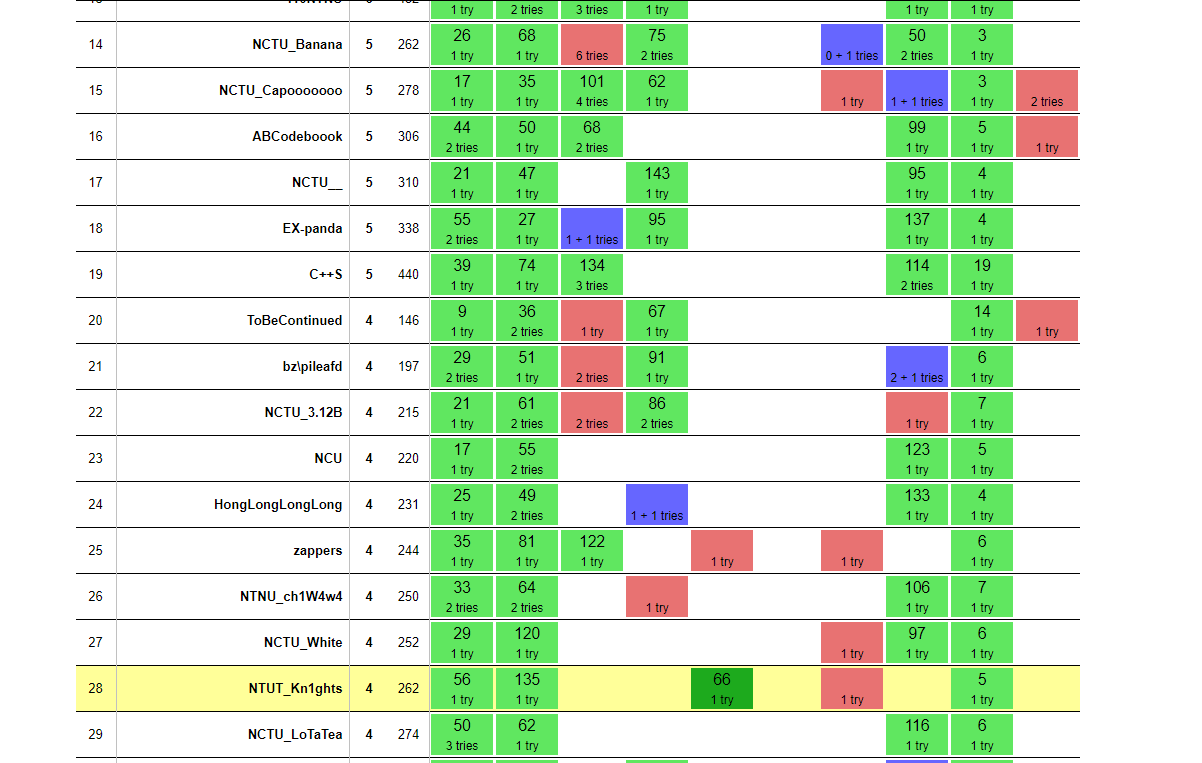 1 try 2 tries 3 tries 1 try 1 try 1 try
14 NCTU_Banana 5 262 26 68 75 50 3
1 try 1 try 6 tries 2 tries 0 + 1 tries 2 tries 1 try
15 NCTU_Capooooooo 5 278 17 35 101 62 3
1 try 1 try 4 tries 1 try 1 try 1 + 1 tries 1 try 2 tries
16 ABCodeboook 5 306 44 50 68 99 5
2 tries 1 try 2 tries 1 try 1 try 1 try
17 NCTU__ 5 310 21 47 143 95 4
1 try 1 try 1 try 1 try 1 try
18 EX-panda 5 338 55 27 95 137 4
2 tries 1 try 1 + 1 tries 1 try 1 try 1 try
19 C++S 5 440 39 74 134 114 19
1 try 1 try 3 tries 2 tries 1 try
20 ToBeContinued 4 146 9 36 67 14
1 try 2 tries 1 try 1 try 1 try 1 try
21 bz\pileafd 4 197 29 51 91 6
2 tries 1 try 2 tries 1 try 2 + 1 tries 1 try
22 NCTU_3.12B 4 215 21 61 86 7
1 try 2 tries 2 tries 2 tries 1 try 1 try
23 NCU 4 220 17 55 123 5
1 try 2 tries 1 try 1 try
24 HongLongLongLong 4 231 25 49 133 4
1 try 2 tries 1 + 1 tries 1 try 1 try
25 zappers 4 244 35 81 122 6
1 try 1 try 1 try 1 try 1 try 1 try
26 NTNU_ch1W4w4 4 250 33 64 106 7
2 tries 2 tries 1 try 1 try 1 try
27 NCTU_White 4 252 29 120 97 6
1 try 1 try 1 try 1 try 1 try
28 NTUT_Kn1ghts 4 262 56 135 66 5
1 try 1 try 1 try 1 try 1 try
29 NCTU_LoTaTea 4 274 50 62 116 6
3 tries 1 try 1 try 1 try